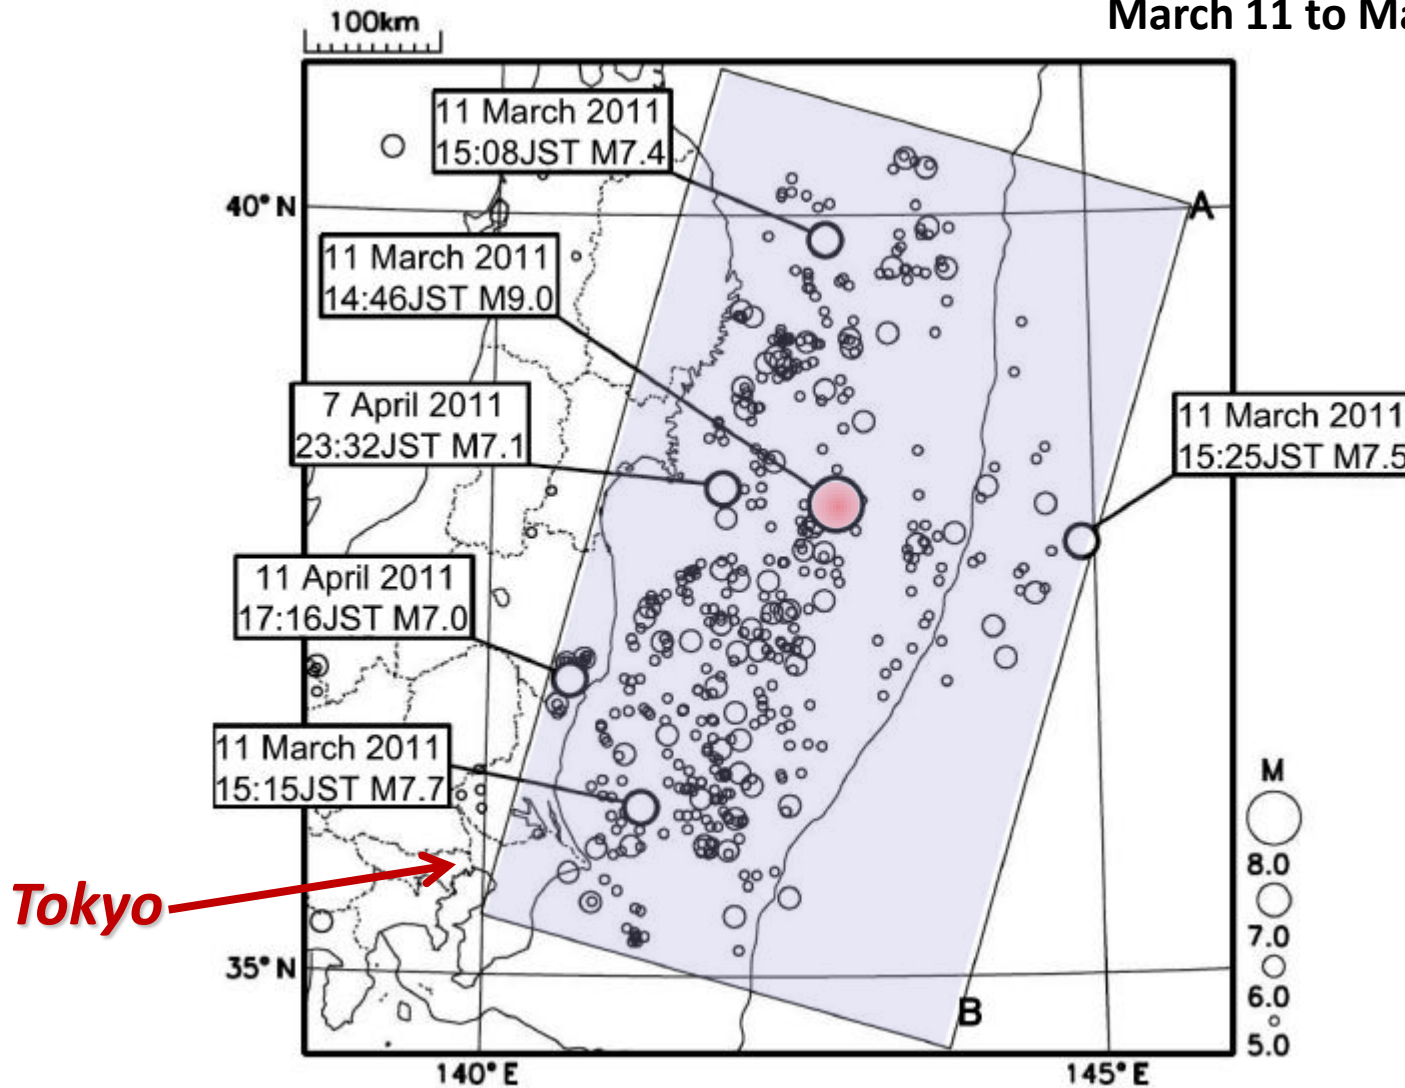 March 11 to Ma
100km
11 March 2011
15:08JST M7.4
40°N
A
11 March 2011
14:46JST M9.0
7 April 2011
23:32JST M7.1
11 March 2011
15:25JST M7.5
11 April 2011
17:16JST M7.0
11 March 2011
15:15JST M7.7
M
8.0
Tokyo
7.0
35°N
6.0
B
5.0
140°E
145°E